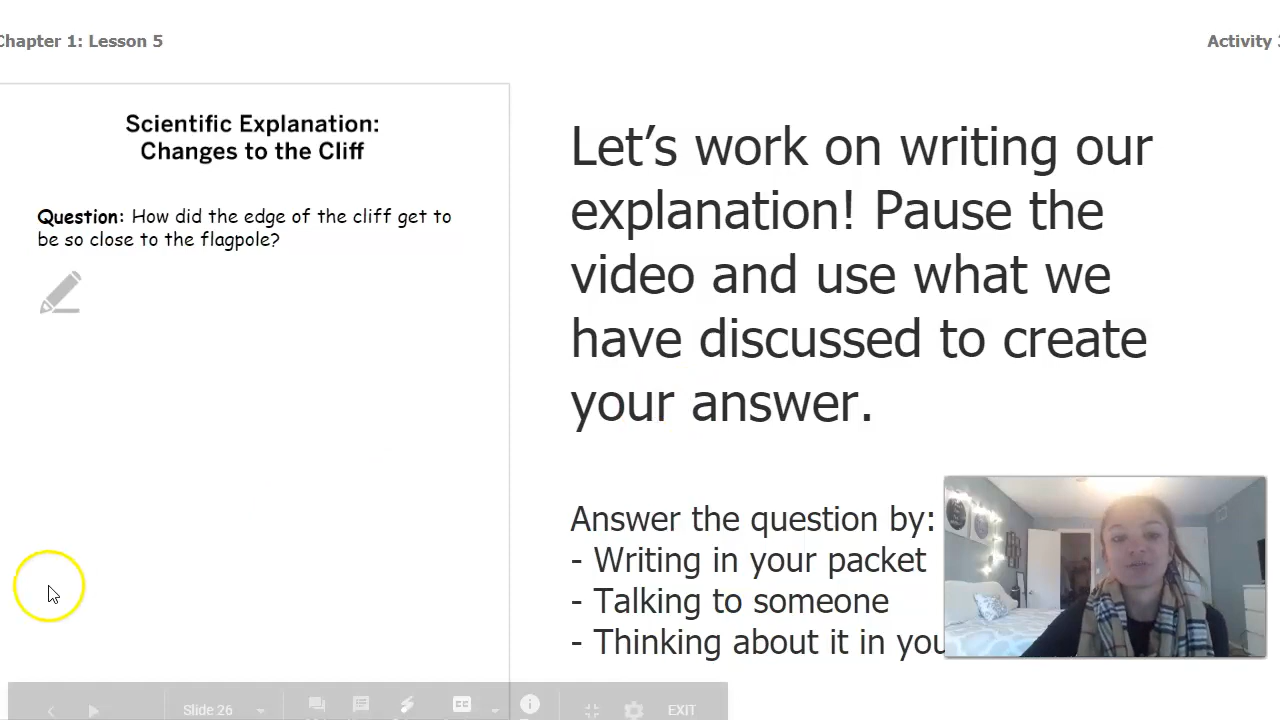 Chapter 1: Lesson 5
Activity
Scientific Explanation:
Changes to the Cliff
Question: How did the edge of the cliff get to
be so close to the flagpole?
Let's work on writing our
explanation! Pause the
video and use what we
have discussed to create
your answer.
Answer the question by:
- Writing in your packet
- Talking to someone
- Thinking about it in
Slide 26
CC
EXIT